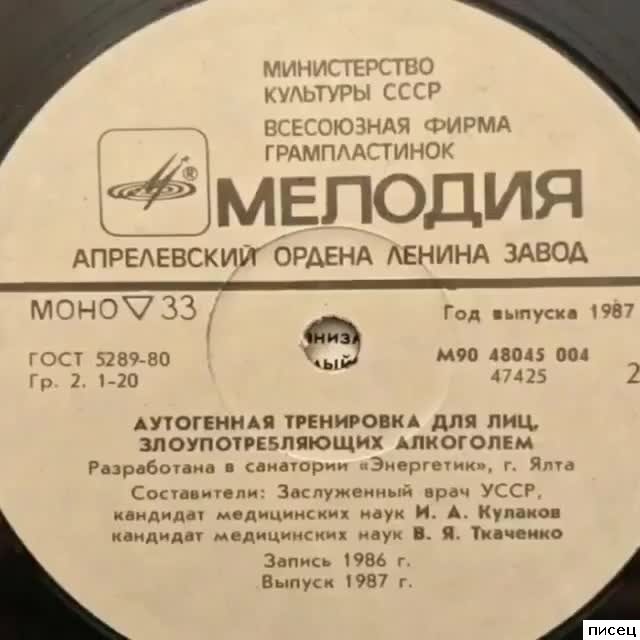 МИНИСТЕРСТВО
КУЛЬТУРЫ СССР
ВСЕСОЮЗНАЯ ФИРМА
ГРАМПЛАСТИНОК
®
МЕЛОДИЯ
АПРЕЛЕВСКИЙ ОРДЕНА ЛЕНИНА ЗАВОД
МОНО ▽ 33
Год выпуска 1987
ГОСТ 5289-80
Гр. 2. 1-20
М90 48045 004
47425
2
АУТОГЕННАЯ ТРЕНИРОВКА ДЛЯ ЛИЦ,
ЗЛОУПОТРЕБЛЯЮЩИХ АЛКОГОЛЕМ
Разработана в санатории «Энергетик», г. Ялта
Составители: Заслуженный врач УССР,
кандидат медицинских наук И. А. Кулаков
кандидат медицинских наук В. Я. Ткаченко
Запись 1986 г.
Выпуск 1987 г.
писец